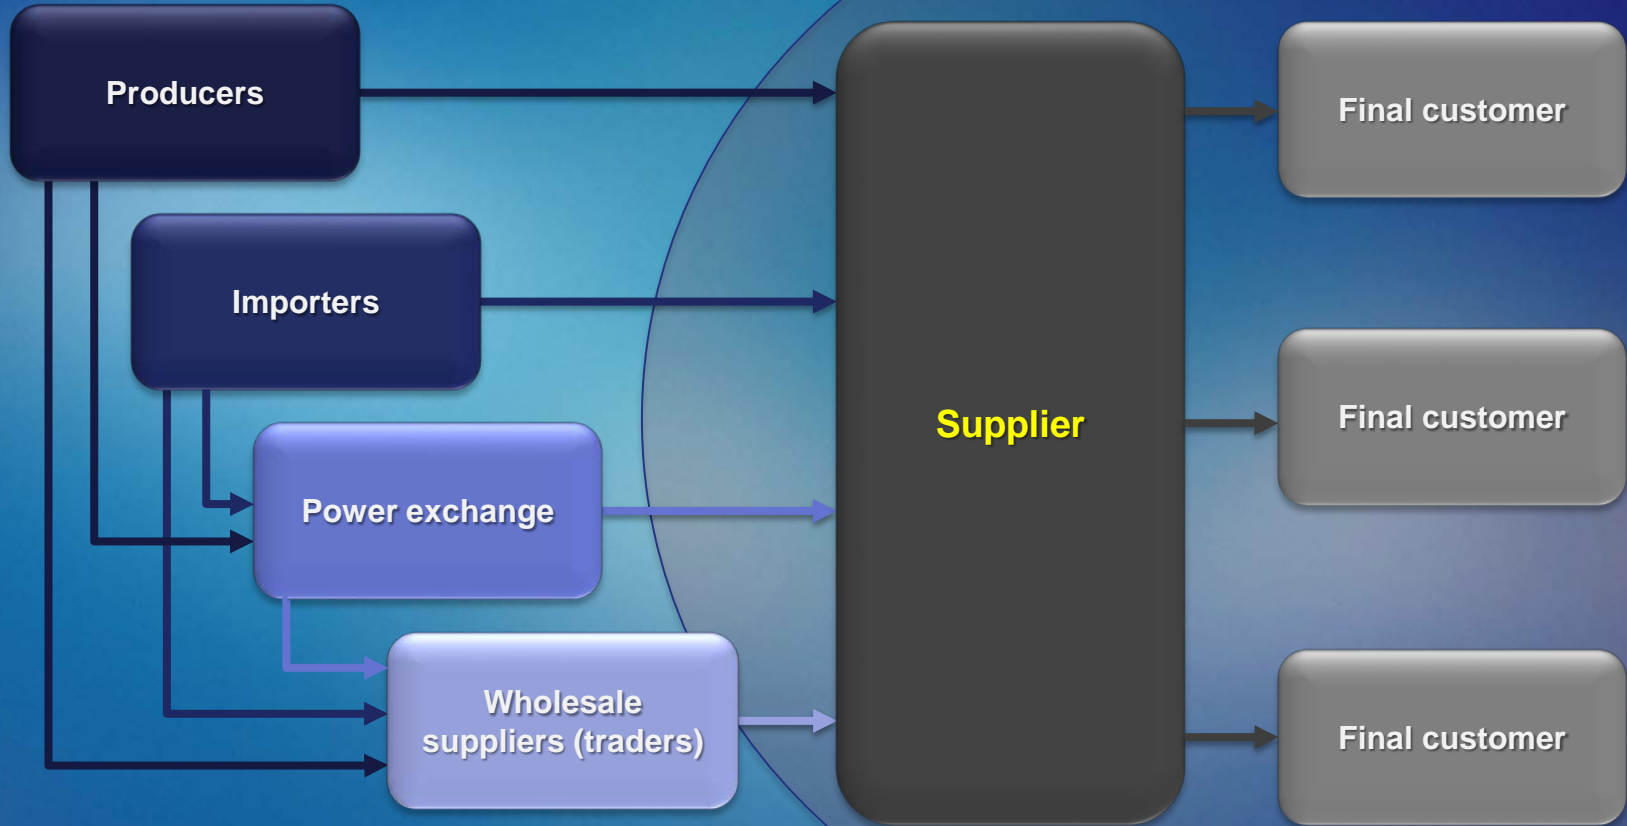 Producers
Final customer
Importers
Supplier
Final customer
Power exchange
Wholesale
suppliers (traders)
Final customer